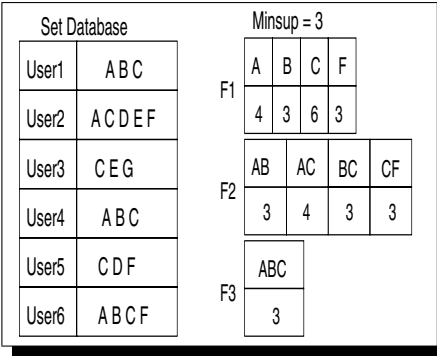 Set Database
User1 A B C
User2 A C D E F
User3 C E G
User4 A B C
User5 C D F
User6 A B C F
Minsup = 3
F1
A B C F
4 3 6 3
F2
AB AC BC CF
3 4 3 3
F3
ABC
3